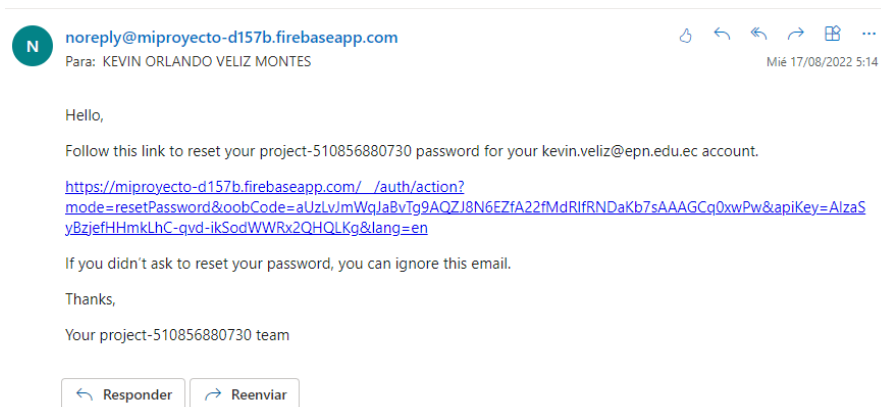 N
noreply@miproyecto-d157b.firebaseapp.com
Para: KEVIN ORLANDO VELIZ MONTES
Mié 17/08/2022 5:14
Hello,
Follow this link to reset your project-510856880730 password for your kevin.veliz@epn.edu.ec account.
https://miproyecto-d157b.firebaseapp.com/__/auth/action?
mode=resetPassword&oobCode=aUzLvJmWqJaBvTg9AQZJ8N6EZfA22fMdRlfRNDaKb7sAAAGCq0xwPw&apiKey=AIzaS
yBzjefHHmkLhC-qvd-ikSodWWRx2QHQLKg&lang=en
If you didn't ask to reset your password, you can ignore this email.
Thanks,
Your project-510856880730 team
Responder
Reenviar